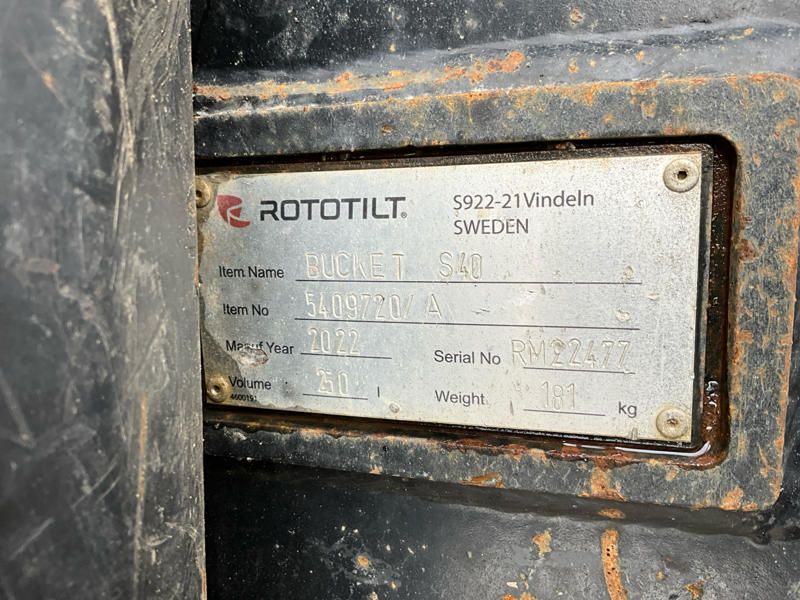 ROTOTILT®
S922-21Vindeln
SWEDEN
Item Name BUCKET S40
Item No 5409720/A
Manuf Year 2022
Serial No RM22477
Volume 250 l
Weight 181 kg
4600191